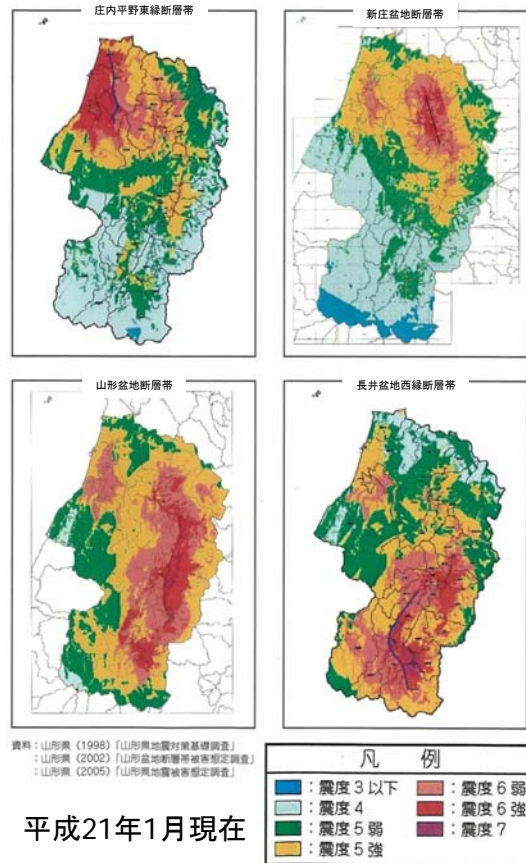 庄内平野東縁断層帯
新庄盆地断層帯
山形盆地断層帯
長井盆地西縁断層帯
資料：山形県（1998）「山形県地震対策基礎調査」
：山形県（2002）「山形盆地断層帯被害想定調査」
：山形県（2005）「山形県地震被害想定調査」
平成21年1月現在
凡　例
：震度3以下
：震度6弱
：震度4
：震度6強
：震度5弱
：震度7
：震度5強